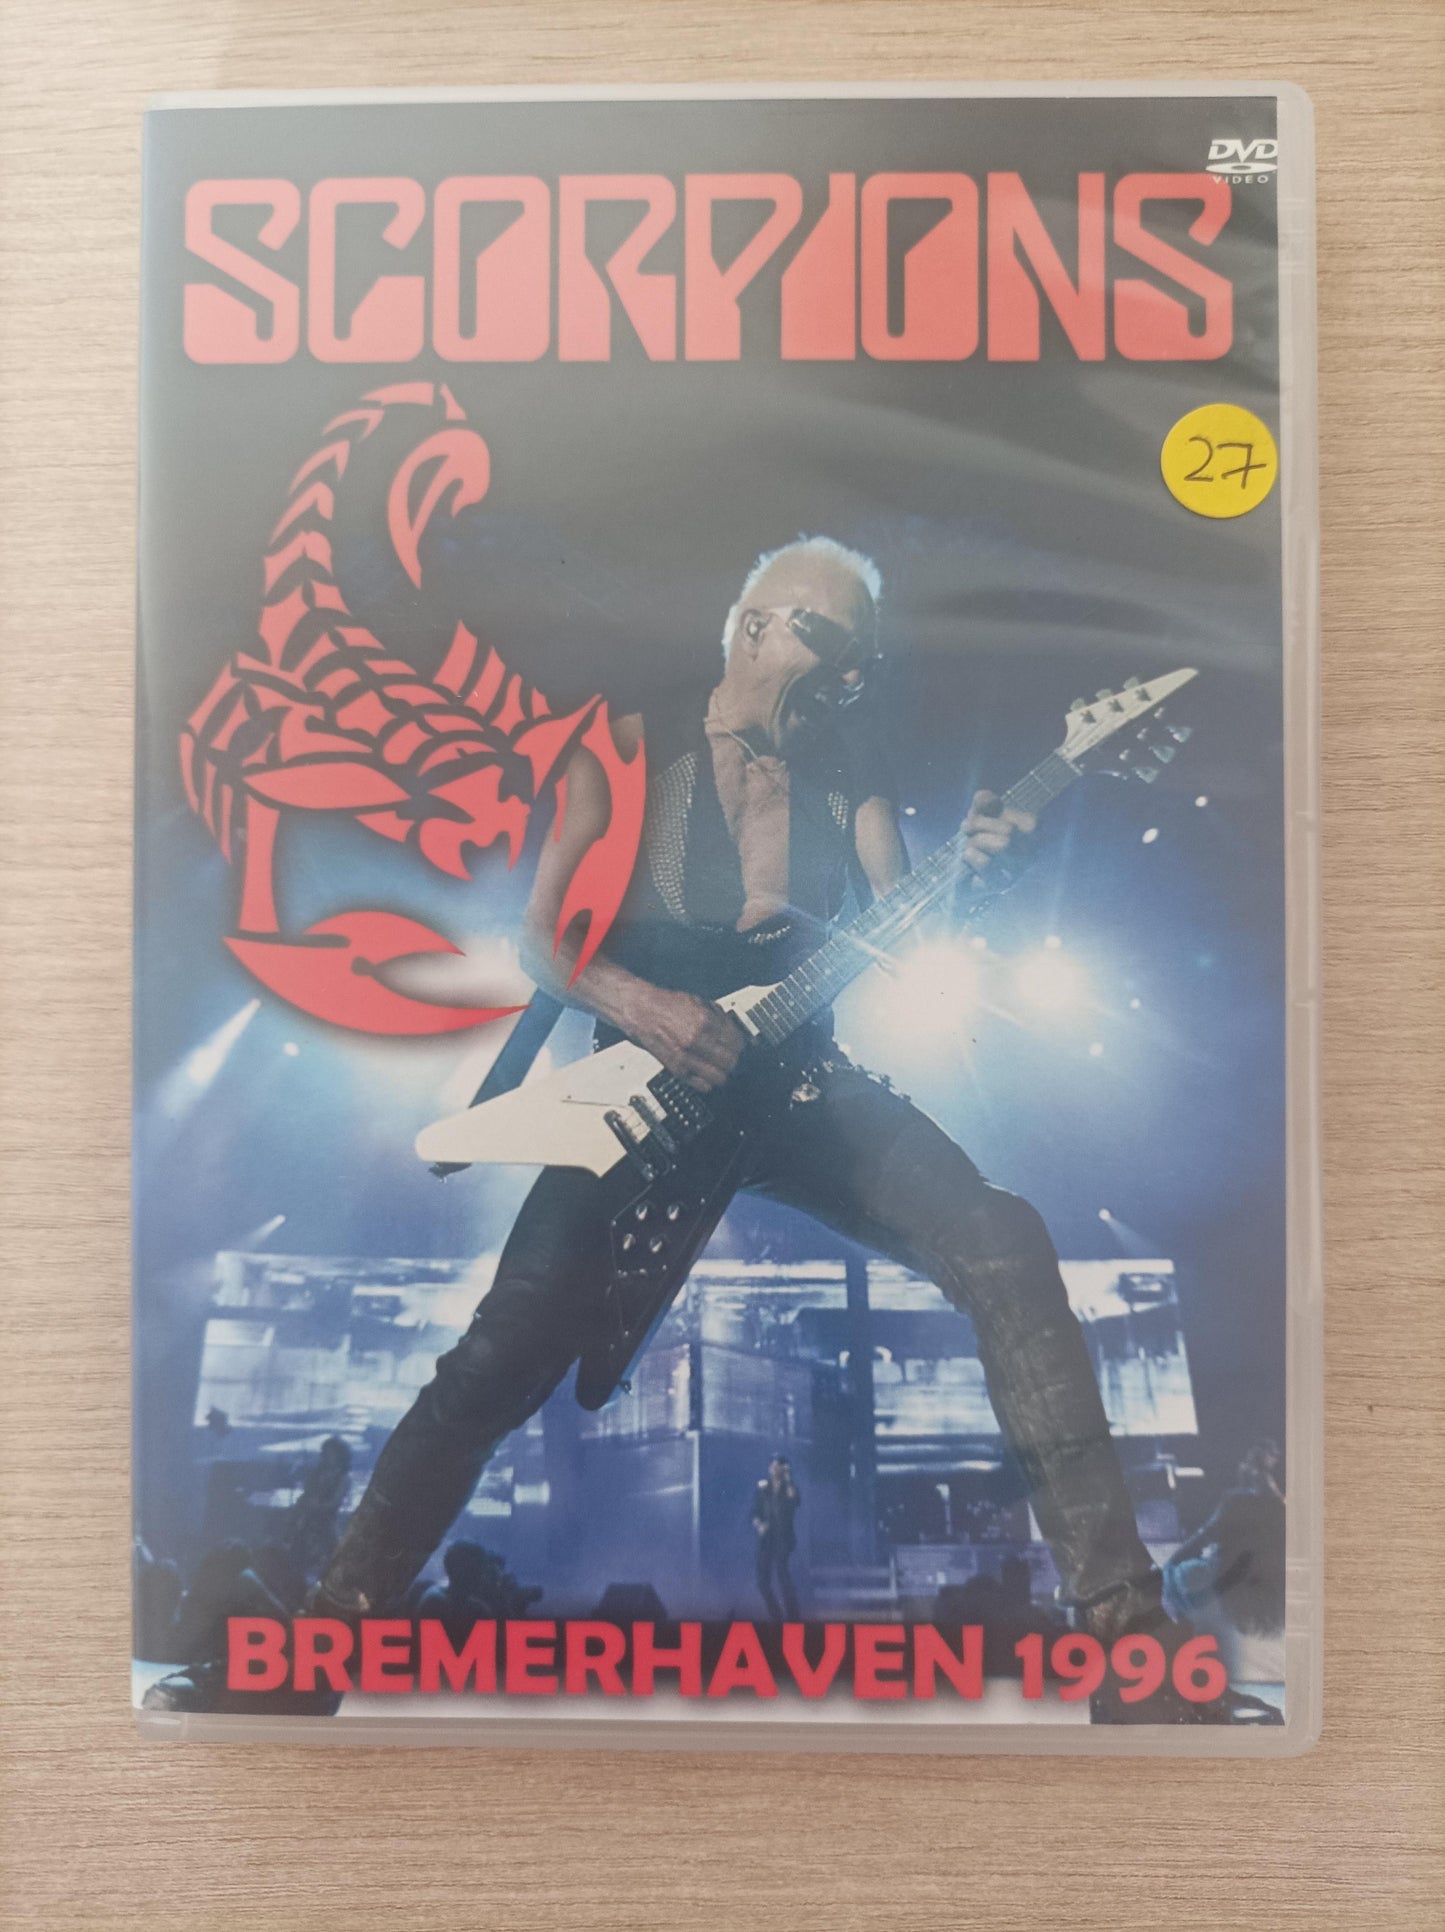 DVD
VIDEO
SCORPIONS
27
BREMERHAVEN 1996